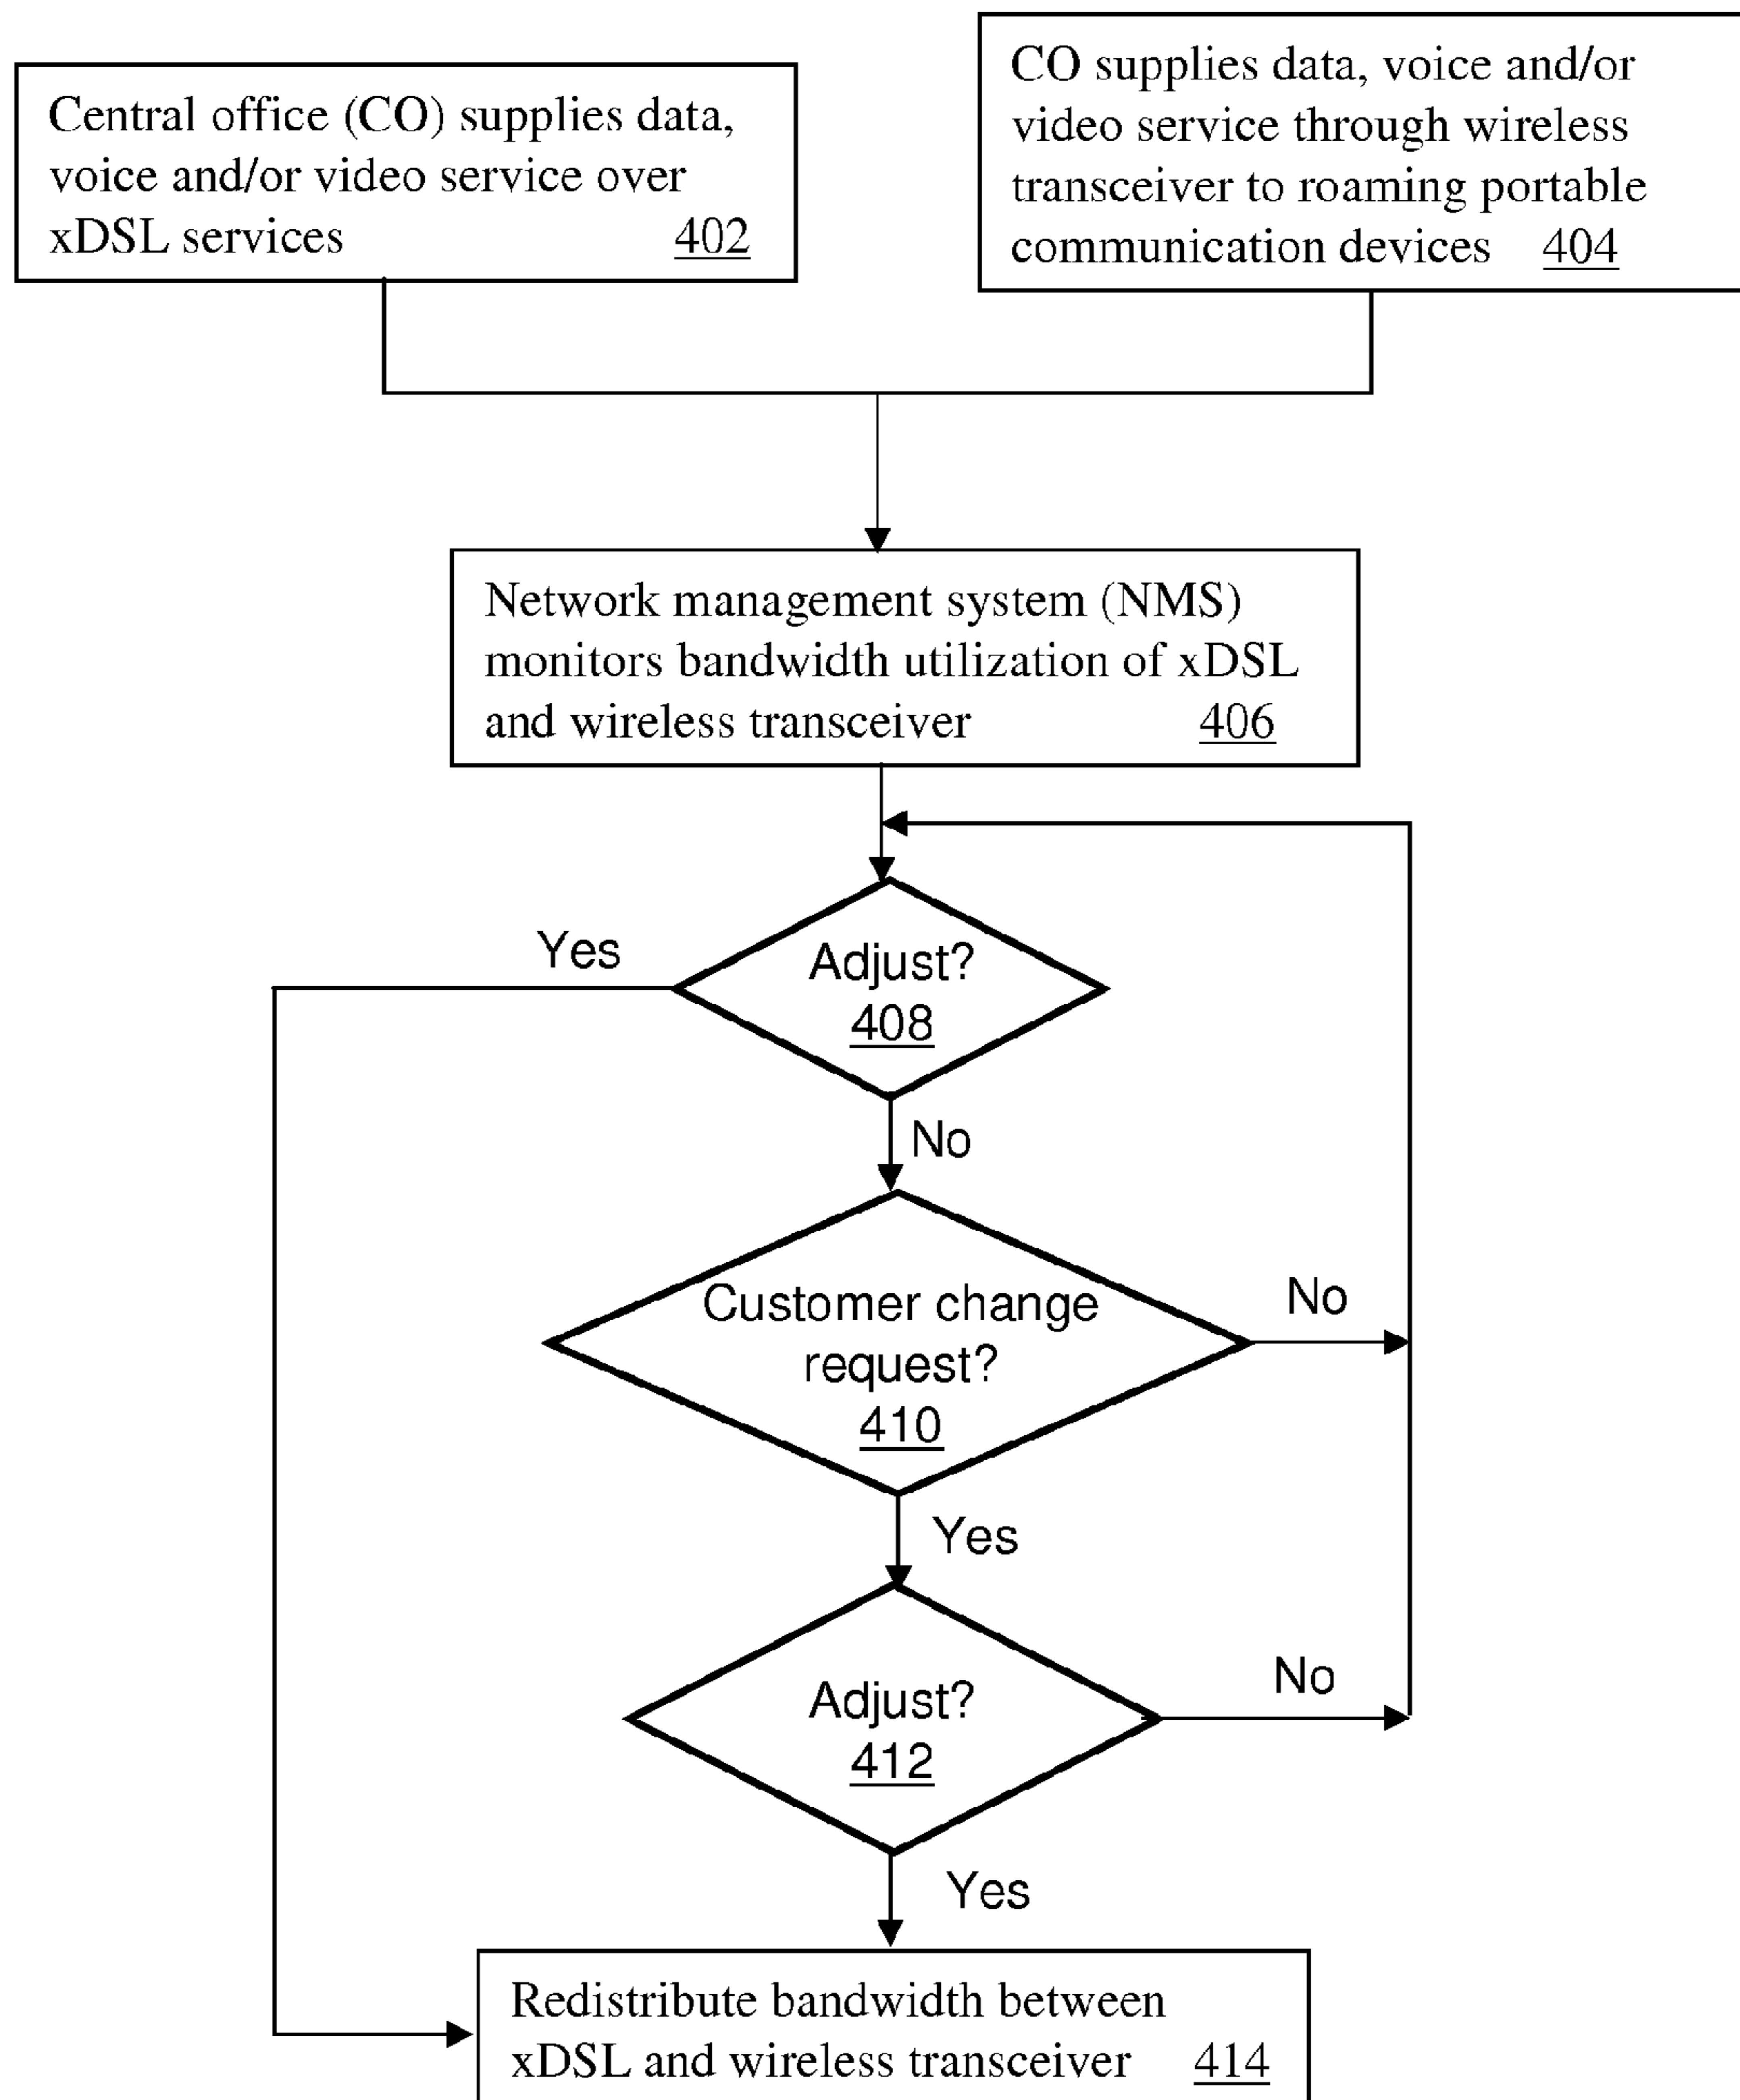 Central office (CO) supplies data,
voice and/or video service over
xDSL services 402
CO supplies data, voice and/or
video service through wireless
transceiver to roaming portable
communication devices 404
Network management system (NMS)
monitors bandwidth utilization of xDSL
and wireless transceiver 406
Yes
Adjust?
408
No
Customer change
request?
410
No
Yes
Adjust?
412
No
Yes
Redistribute bandwidth between
xDSL and wireless transceiver 414